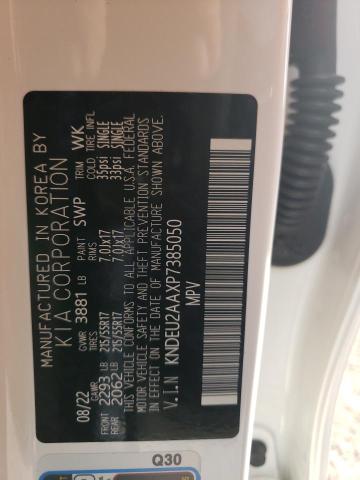 MANUFACTURED IN KOREA BY
KIA CORPORATION
08/22 GVWR 3881 LB PAINT SWP TRIM WK
GAWR TIRES RIMS COLD TIRE PSI
FRONT 2293 LB 215/55R17 7.0Jx17 35psi SINGLE
REAR 2062 LB 215/55R17 7.0Jx17 33psi SINGLE
THIS VEHICLE CONFORMS TO ALL APPLICABLE U.S.A. FEDERAL
MOTOR VEHICLE SAFETY, AND THEFT PREVENTION STANDARDS
IN EFFECT ON THE DATE OF MANUFACTURE SHOWN ABOVE.
V.I.N KNDEU2AAXP7385050
MPV
Q30